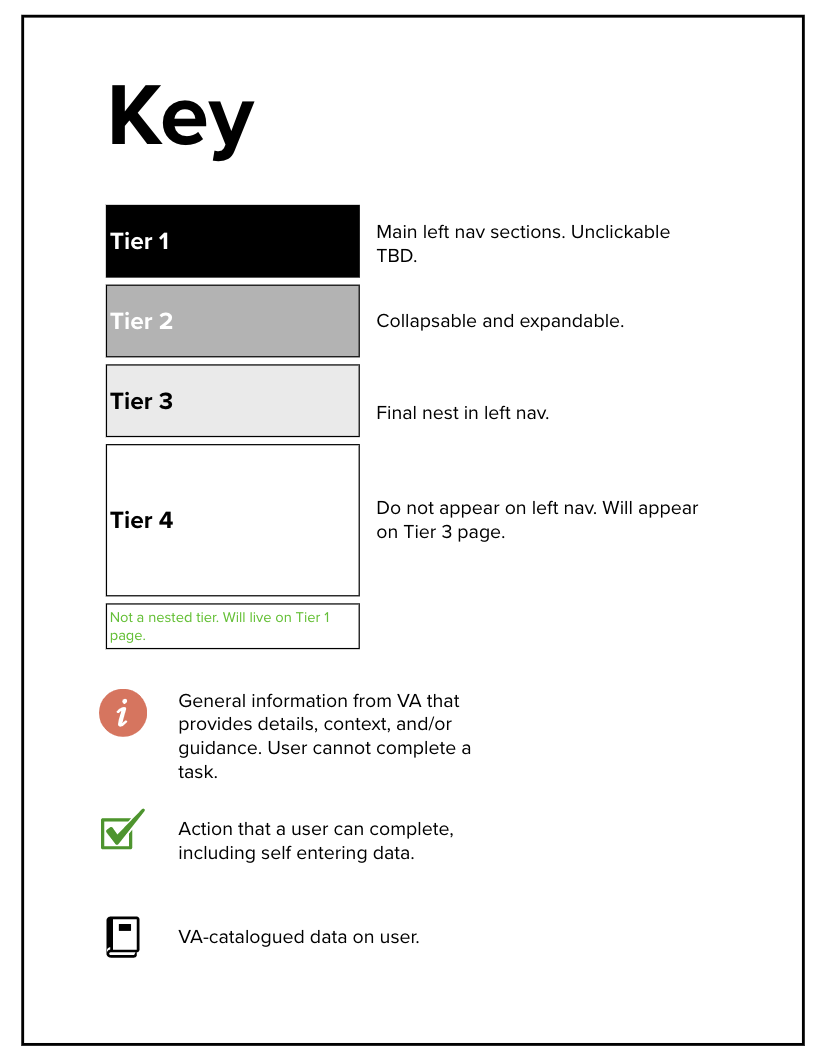 Key
Tier 1
Main left nav sections. Unclickable
TBD.
Tier 2
Collapsable and expandable.
Tier 3
Final nest in left nav.
Tier 4
Do not appear on left nav. Will appear
on Tier 3 page.
Not a nested tier. Will live on Tier 1
page.
i
General information from VA that
provides details, context, and/or
guidance. User cannot complete a
task.
Action that a user can complete,
including self entering data.
VA-catalogued data on user.